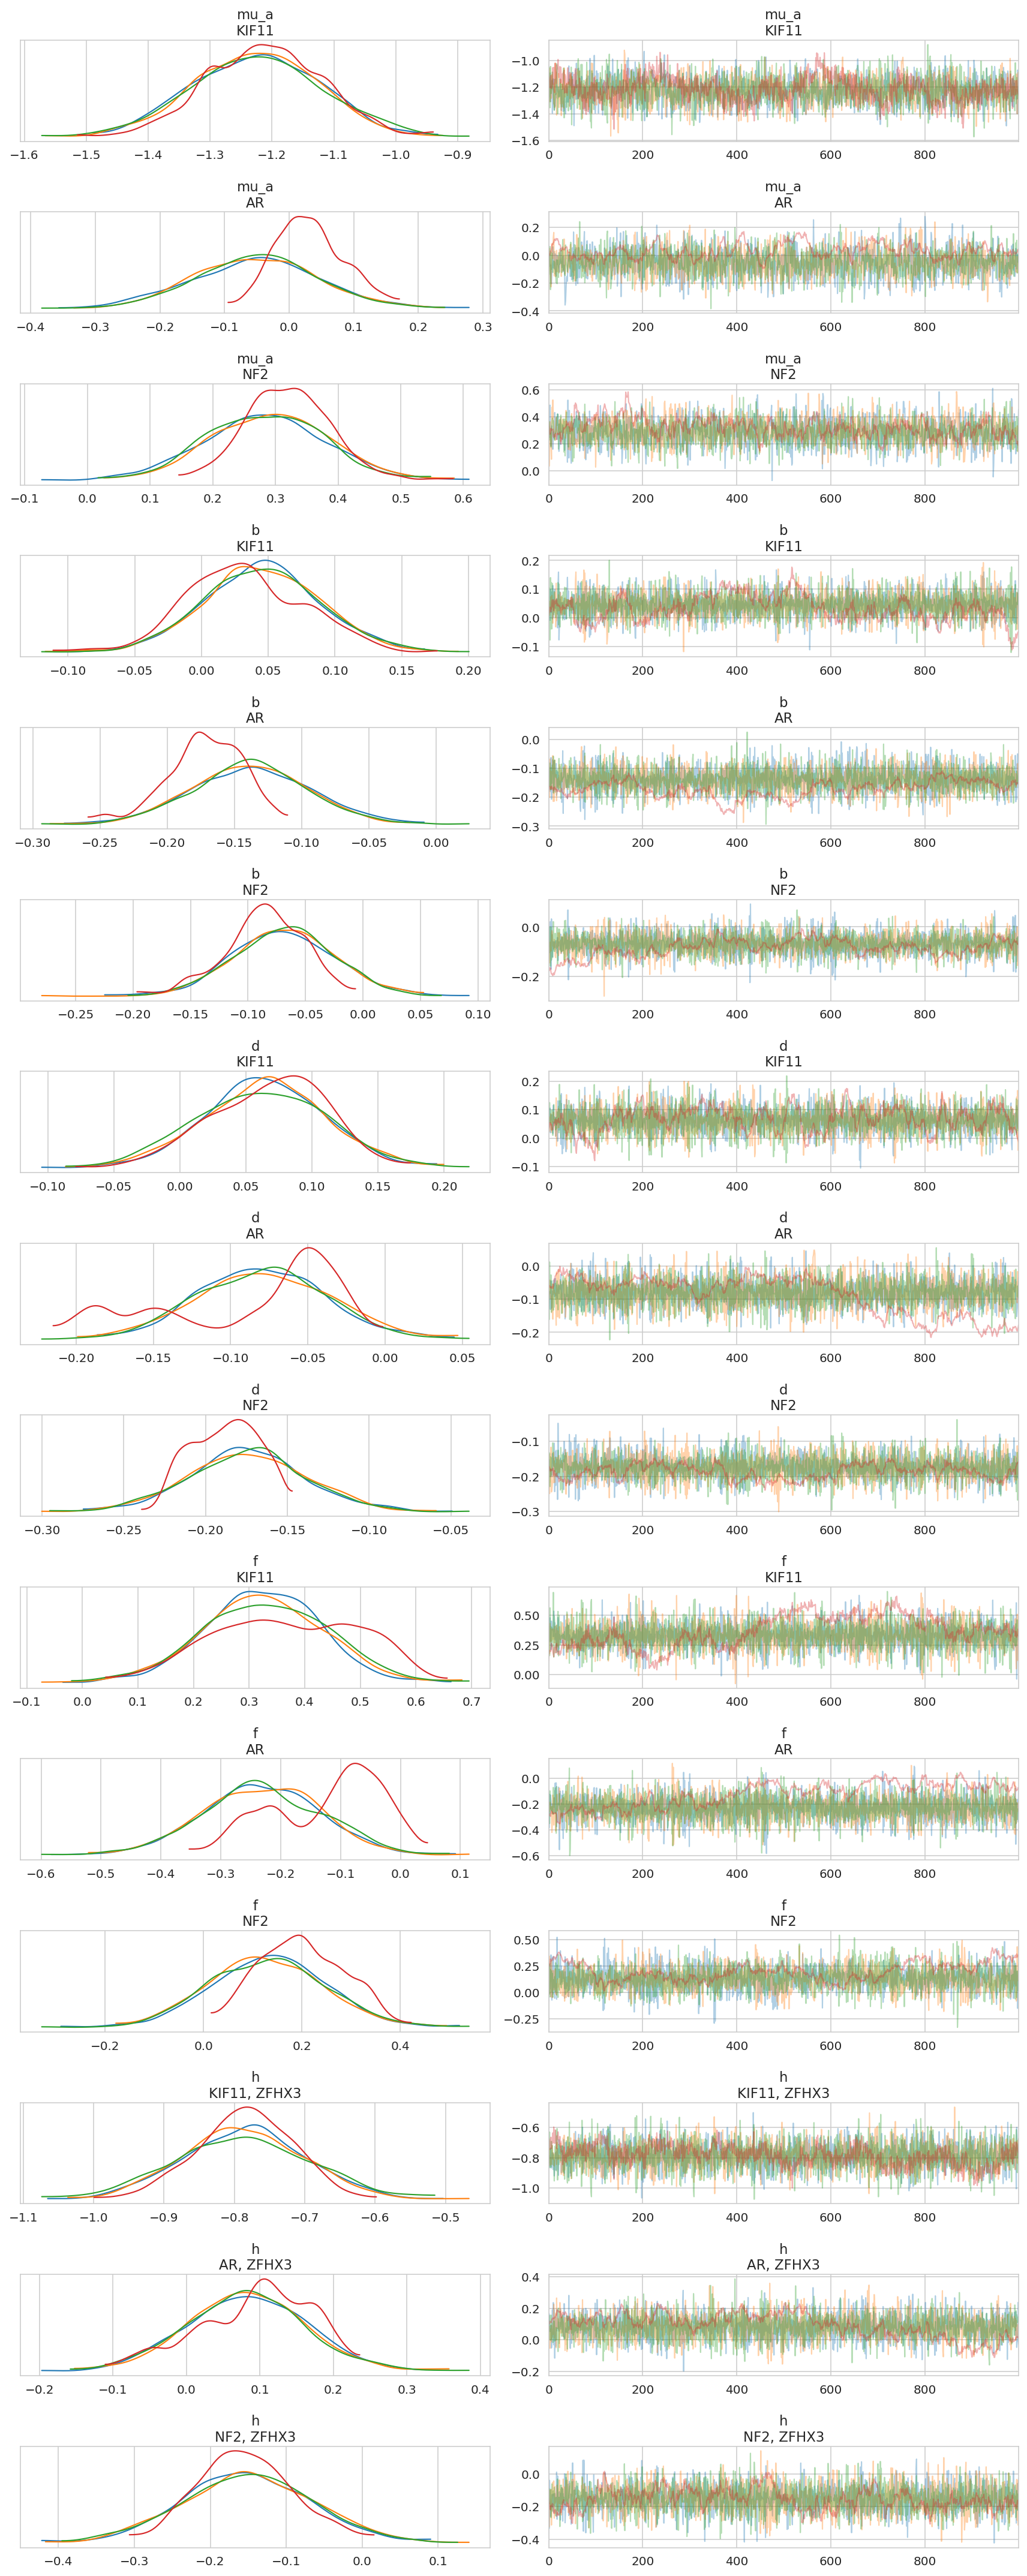 mu_a mu_a
KIF11 KIF11
−1.0
−1.2
−1.4
−1.6
−1.6 −1.5 −1.4 −1.3 −1.2 −1.1 −1.0 −0.9 0 200 400 600 800
mu_a mu_a
AR AR
0.2
0.0
−0.2
−0.4
−0.4 −0.3 −0.2 −0.1 0.0 0.1 0.2 0.3 0 200 400 600 800
mu_a mu_a
NF2 NF2
0.6
0.4
0.2
0.0
−0.1 0.0 0.1 0.2 0.3 0.4 0.5 0.6 0 200 400 600 800
b b
KIF11 KIF11
0.2
0.1
0.0
−0.1
−0.10 −0.05 0.00 0.05 0.10 0.15 0.20 0 200 400 600 800
b b
AR AR
0.0
−0.1
−0.2
−0.3
−0.30 −0.25 −0.20 −0.15 −0.10 −0.05 0.00 0 200 400 600 800
b b
NF2 NF2
0.0
−0.2
−0.25 −0.20 −0.15 −0.10 −0.05 0.00 0.05 0.10 0 200 400 600 800
d d
KIF11 KIF11
0.2
0.1
0.0
−0.1
−0.10 −0.05 0.00 0.05 0.10 0.15 0.20 0 200 400 600 800
d d
AR AR
0.0
−0.1
−0.2
−0.20 −0.15 −0.10 −0.05 0.00 0.05 0 200 400 600 800
d d
NF2 NF2
−0.1
−0.2
−0.3
−0.30 −0.25 −0.20 −0.15 −0.10 −0.05 0 200 400 600 800
f f
KIF11 KIF11
0.50
0.25
0.00
−0.1 0.0 0.1 0.2 0.3 0.4 0.5 0.6 0.7 0 200 400 600 800
f f
AR AR
0.0
−0.2
−0.4
−0.6
−0.6 −0.5 −0.4 −0.3 −0.2 −0.1 0.0 0.1 0 200 400 600 800
f f
NF2 NF2
0.50
0.25
0.00
−0.25
−0.2 0.0 0.2 0.4 0 200 400 600 800
h h
KIF11, ZFHX3 KIF11, ZFHX3
−0.6
−0.8
−1.0
−1.1 −1.0 −0.9 −0.8 −0.7 −0.6 −0.5 0 200 400 600 800
h h
AR, ZFHX3 AR, ZFHX3
0.4
0.2
0.0
−0.2
−0.2 −0.1 0.0 0.1 0.2 0.3 0.4 0 200 400 600 800
h h
NF2, ZFHX3 NF2, ZFHX3
0.0
−0.2
−0.4
−0.4 −0.3 −0.2 −0.1 0.0 0.1 0 200 400 600 800